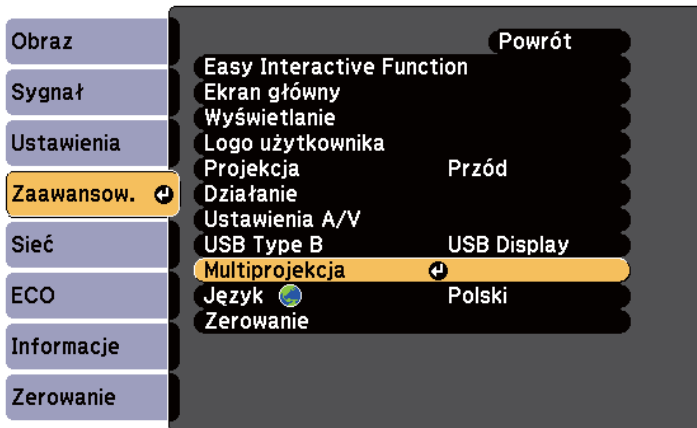 Obraz
Sygnał
Ustawienia
Zaawansow.
Sieć
ECO
Informacje
Zerowanie
Powrót
Easy Interactive Function
Ekran główny
Wyświetlanie
Logo użytkownika
Projekcja Przód
Działanie
Ustawienia A/V
USB Type B USB Display
Multiprojekcja
Język Polski
Zerowanie